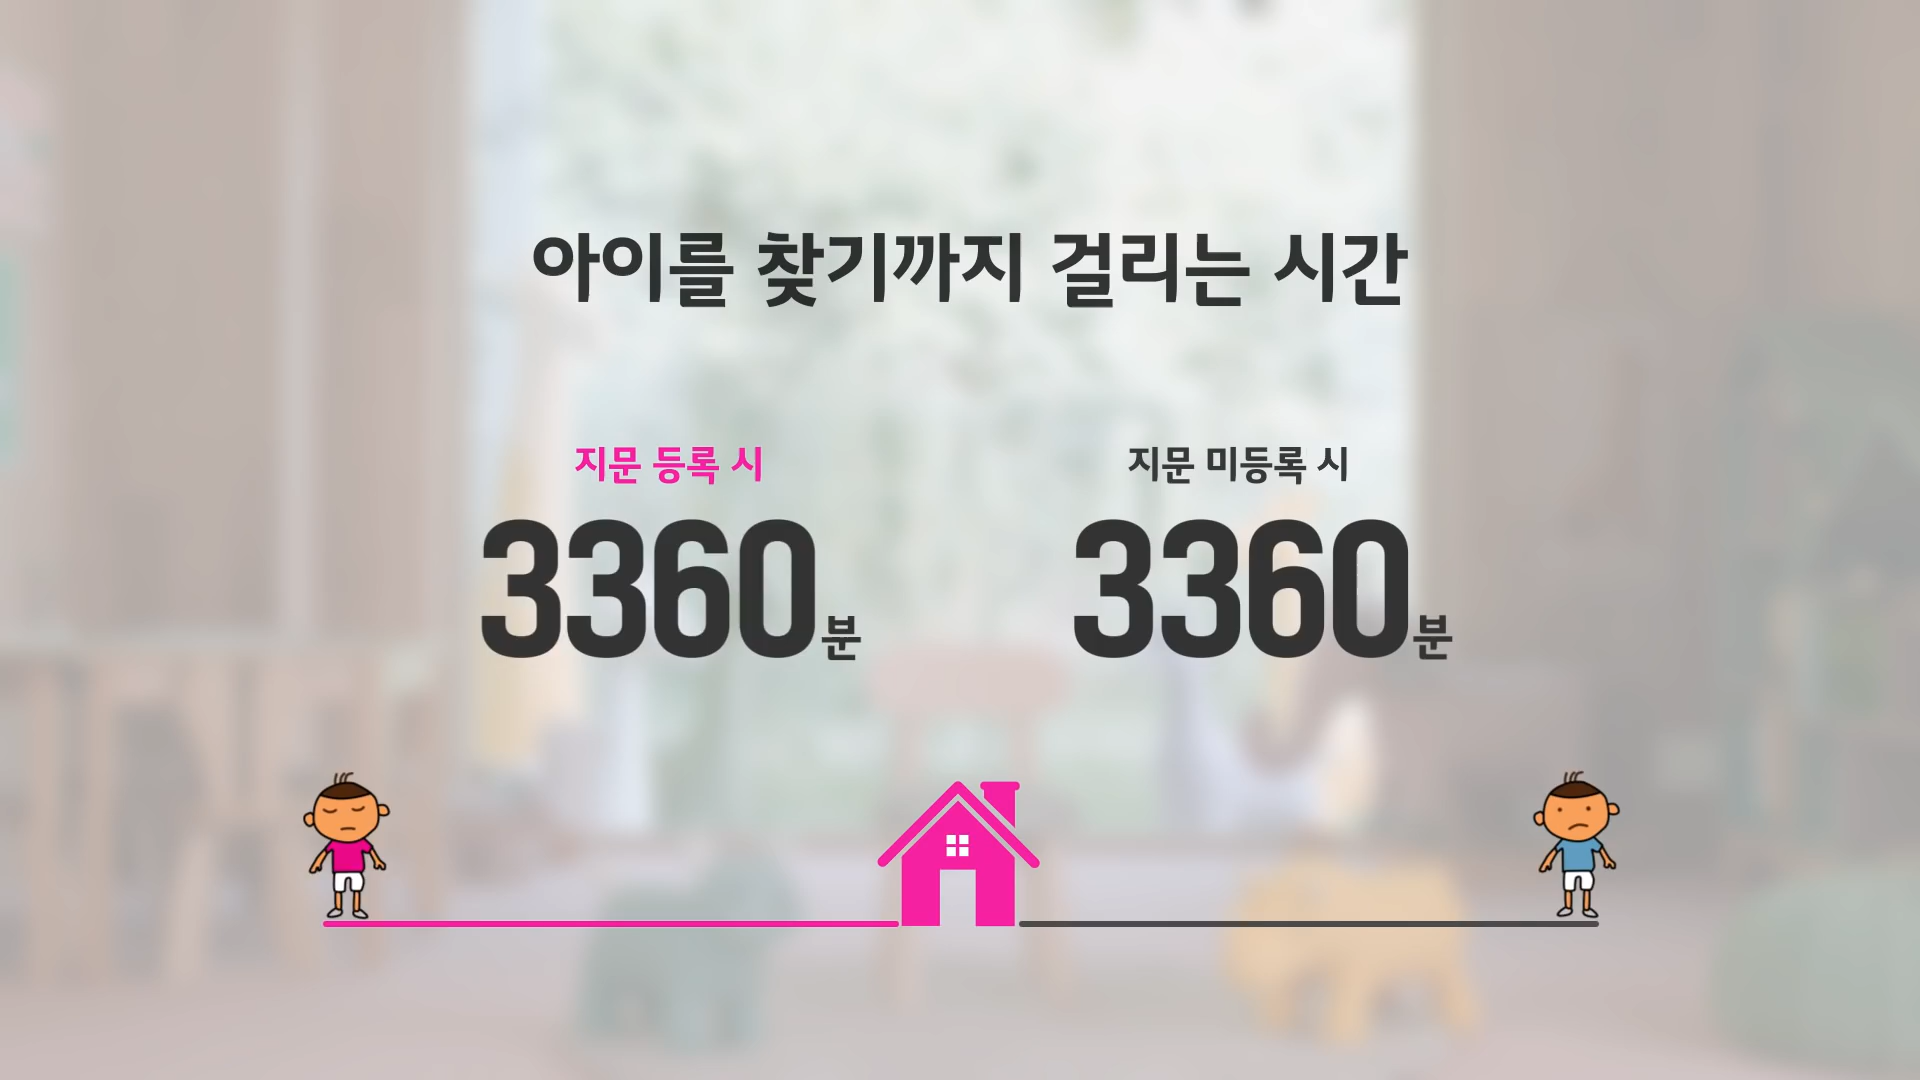 아이를 찾기까지 걸리는 시간
지문 등록 시
3360분
지문 미등록 시
3360분